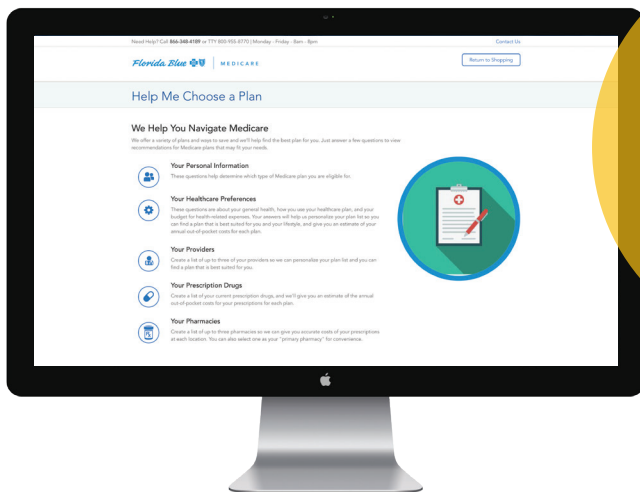 Need Help? Call 866-348-4189 or TTY 800-955-8770 | Monday - Friday - 8am - 8pm
Contact Us
Florida Blue
MEDICARE
Return to Shopping
Help Me Choose a Plan
We Help You Navigate Medicare
We offer a variety of plans and ways to save and we'll help find the best plan for you. Just answer a few questions to view
recommendations for Medicare plans that may fit your needs.
Your Personal Information
These questions help determine which type of Medicare plan you are eligible for.
Your Healthcare Preferences
These questions are about your general health, how you use your healthcare plan, and your
budget for health-related expenses. Your answers will help us personalize your plan list so you
can find a plan that is best suited for you and your lifestyle, and give you an estimate of your
annual out-of-pocket costs for each plan.
Your Providers
Create a list of up to three of your providers so we can personalize your plan list and you can
find a plan that is best suited for you.
Your Prescription Drugs
Create a list of your current prescription drugs, and we'll give you an estimate of the annual
out-of-pocket costs for your prescriptions for each plan.
Your Pharmacies
Create a list of up to three pharmacies so we can give you accurate costs of your prescriptions
at each location. You can also select one as your "primary pharmacy" for convenience.